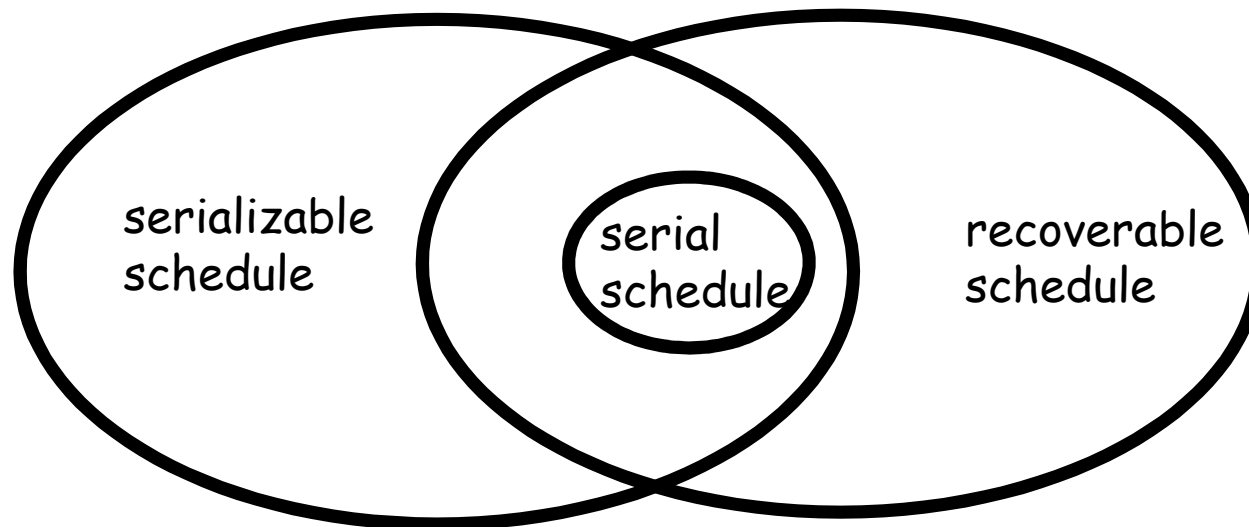 serializable
schedule
serial
schedule
recoverable
schedule